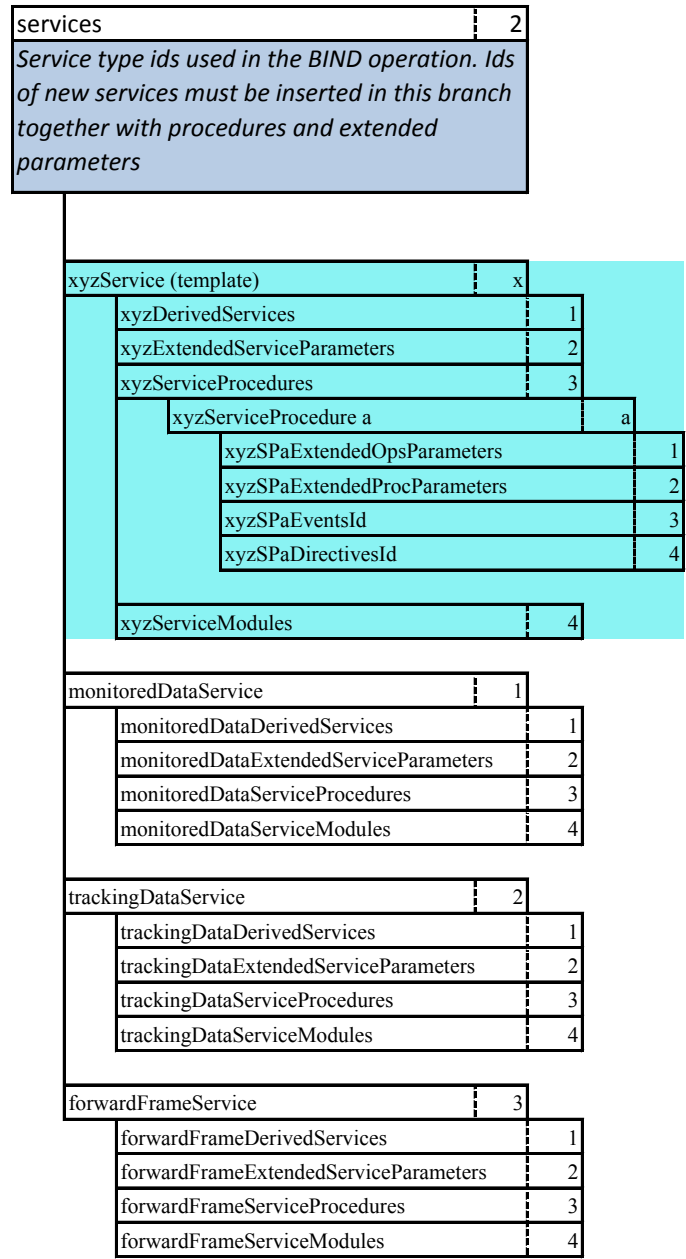 services 2
Service type ids used in the BIND operation. Ids
of new services must be inserted in this branch
together with procedures and extended
parameters
xyzService (template) x
xyzDerivedServices 1
xyzExtendedServiceParameters 2
xyzServiceProcedures 3
xyzServiceProcedure a a
xyzSPaExtendedOpsParameters 1
xyzSPaExtendedProcParameters 2
xyzSPaEventsId 3
xyzSPaDirectivesId 4
xyzServiceModules 4
monitoredDataService 1
monitoredDataDerivedServices 1
monitoredDataExtendedServiceParameters 2
monitoredDataServiceProcedures 3
monitoredDataServiceModules 4
trackingDataService 2
trackingDataDerivedServices 1
trackingDataExtendedServiceParameters 2
trackingDataServiceProcedures 3
trackingDataServiceModules 4
forwardFrameService 3
forwardFrameDerivedServices 1
forwardFrameExtendedServiceParameters 2
forwardFrameServiceProcedures 3
forwardFrameServiceModules 4